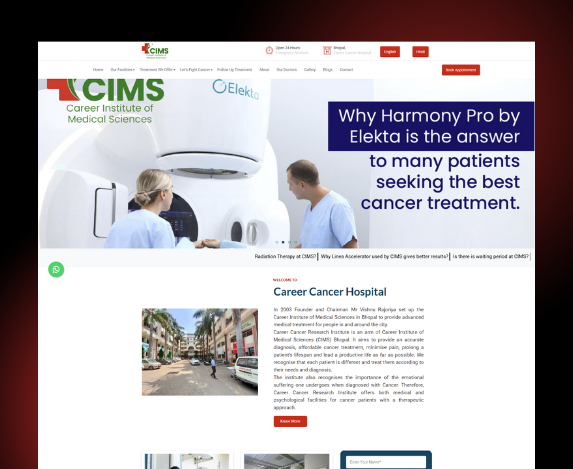 CIMS
Open 24 Hours
Bhopal
Career Cancer Hospital
English
Hindi
Home
Our Facilities
Treatment We Offer
Let's Fight Cancer
Follow Up Treatment
About
Our Doctors
Gallery
Blogs
Contact
Book Appointment
CIMS
Career Institute of
Medical Sciences
Elekta
Why Harmony Pro by
Elekta is the answer
to many patients
seeking the best
cancer treatment.
Radiation Therapy at CIMS?
Why Linea Accelerator used by CIMS gives better results?
Is there is waiting period at CIMS?
WELCOME TO
Career Cancer Hospital
In 2003 Founder and Chairman Mr Vishnu Rajoriya set up the
Career Institute of Medical Sciences in Bhopal to provide advanced
medical treatment for people in and around the city.
Career Cancer Research Institute is an arm of Career Institute of
Medical Sciences (CIMS) Bhopal. It aims to provide an accurate
diagnosis, affordable cancer treatment, minimise pain, prolong a
patient's lifespan and lead a productive life as far as possible. We
recognise that each patient is different and treat them according to
their needs and diagnosis.
The institute also recognises the importance of the emotional
suffering one undergoes when diagnosed with Cancer. Therefore,
Career Cancer Research Institute offers both medical and
psychological facilities for cancer patients with a therapeutic
approach.
Know More
Enter Your Name*